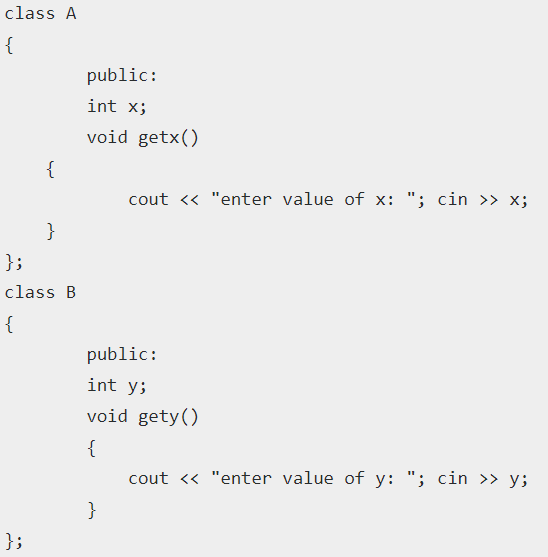 class A
{
        public:
        int x;
        void getx()
    {
            cout << "enter value of x: "; cin >> x;
    }
};
class B
{
        public:
        int y;
        void gety()
        {
            cout << "enter value of y: "; cin >> y;
        }
};